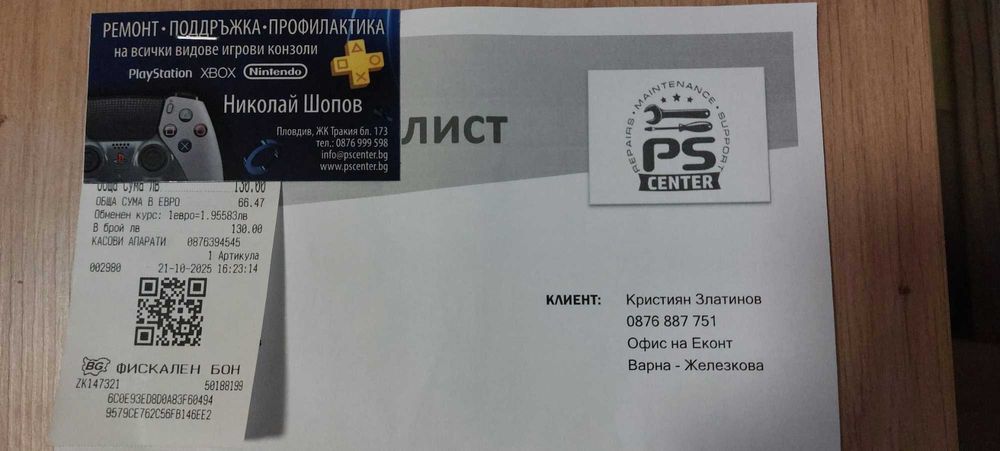 РЕМОНТ • ПОДДРЪЖКА • ПРОФИЛАКТИКА
на всички видове игрови конзоли
PlayStation XBOX Nintendo
Николай Шопов
Пловдив, ЖК Тракия бл. 173
тел.: 0876 999 598
info@pscenter.bg
www.pscenter.bg
ЛИСТ
REPAIRS • MAINTENANCE • SUPPORT
PS
CENTER
Обща сума лв 130.00
ОБЩА СУМА В ЕВРО 66.47
Обменен курс: 1евро=1.95583лв
В брой лв 130.00
КАСОВИ АПАРАТИ 0876394545
1 Артикула
002980 21-10-2025 16:23:14
BG ФИСКАЛЕН БОН
ZK147321 50188199
6C0E93ED8D0A83F60494
9579CE762C56FB146EE2
КЛИЕНТ: Кристиян Златинов
0876 887 751
Офис на Еконт
Варна - Железкова